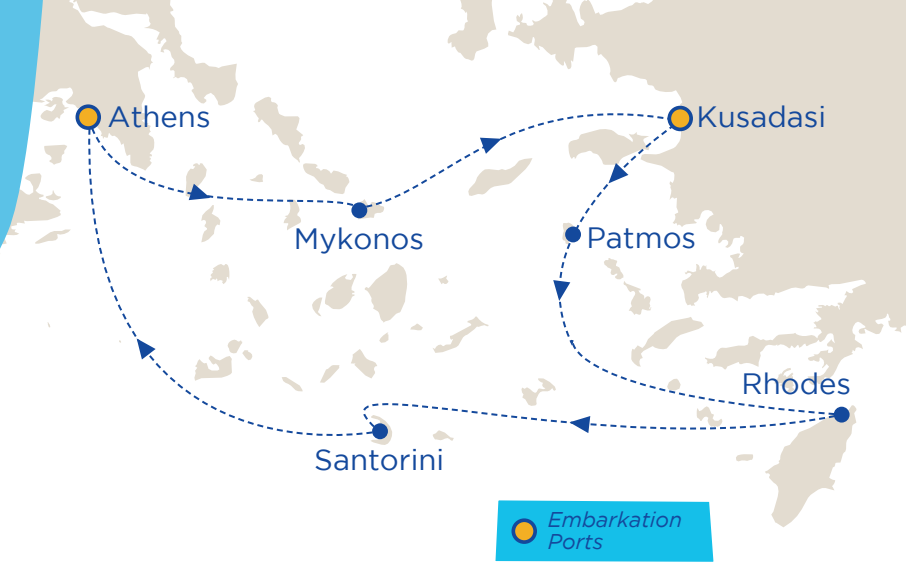 Athens
Kusadasi
Mykonos
Patmos
Rhodes
Santorini
Embarkation
Ports